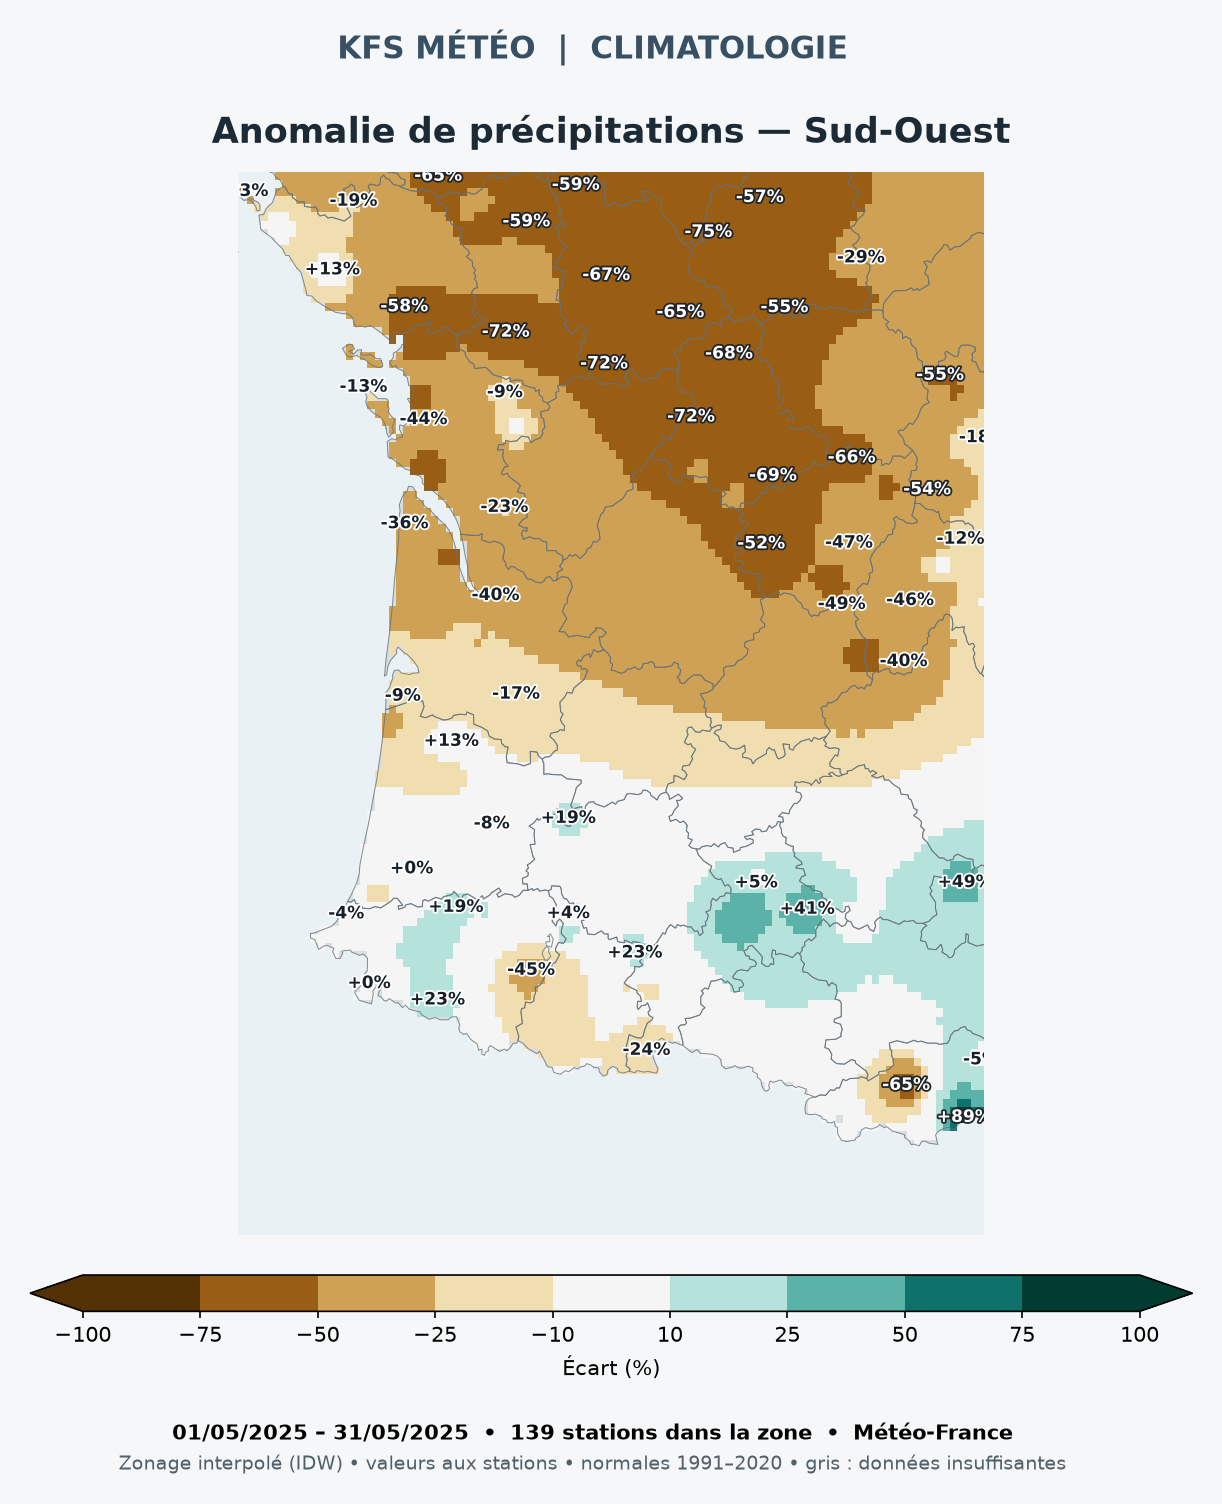 KFS MÉTÉO | CLIMATOLOGIE
Anomalie de précipitations — Sud-Ouest
-65%
3% -19% -59% -57%
-59% -75%
+13% -67% -29%
-58% -72% -65% -55%
-72% -68%
-13% -9% -55%
-44% -72% -18
-66%
-69% -54%
-36% -23% -52% -47% -12%
-40% -49% -46%
-40%
-9% -17%
+13%
-8% +19%
+0% +5% +49%
-4% +19% +4% +41%
-45% +23%
+0% +23%
-24% -5%
-65%
+89%
−100 −75 −50 −25 −10 10 25 50 75 100
Écart (%)
01/05/2025 – 31/05/2025 • 139 stations dans la zone • Météo-France
Zonage interpolé (IDW) • valeurs aux stations • normales 1991–2020 • gris : données insuffisantes